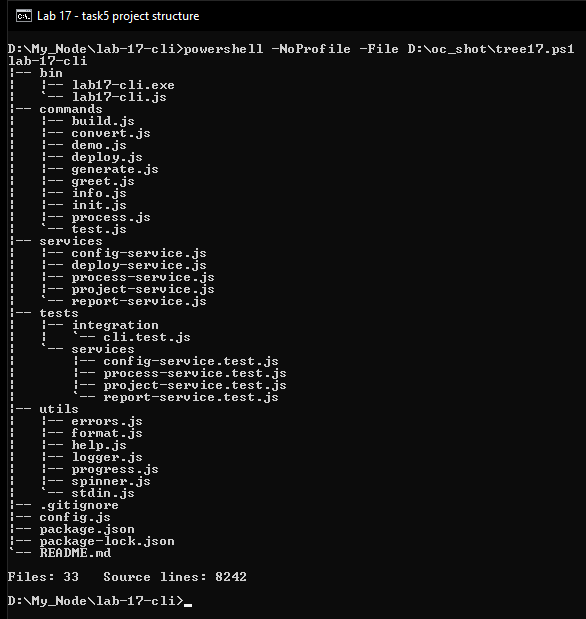 Lab 17 - task5 project structure
D:\My_Node\lab-17-cli>powershell -NoProfile -File D:\oc_shot\tree17.ps1
lab-17-cli
¦-- bin
¦   ¦-- lab17-cli.exe
¦   `-- lab17-cli.js
¦-- commands
¦   ¦-- build.js
¦   ¦-- convert.js
¦   ¦-- demo.js
¦   ¦-- deploy.js
¦   ¦-- generate.js
¦   ¦-- greet.js
¦   ¦-- info.js
¦   ¦-- init.js
¦   ¦-- process.js
¦   `-- test.js
¦-- services
¦   ¦-- config-service.js
¦   ¦-- deploy-service.js
¦   ¦-- process-service.js
¦   ¦-- project-service.js
¦   `-- report-service.js
¦-- tests
¦   ¦-- integration
¦   ¦   `-- cli.test.js
¦   `-- services
¦       ¦-- config-service.test.js
¦       ¦-- process-service.test.js
¦       ¦-- project-service.test.js
¦       `-- report-service.test.js
¦-- utils
¦   ¦-- errors.js
¦   ¦-- format.js
¦   ¦-- help.js
¦   ¦-- logger.js
¦   ¦-- progress.js
¦   ¦-- spinner.js
¦   `-- stdin.js
¦-- .gitignore
¦-- config.js
¦-- package.json
¦-- package-lock.json
`-- README.md
Files: 33   Source lines: 8242
D:\My_Node\lab-17-cli>_